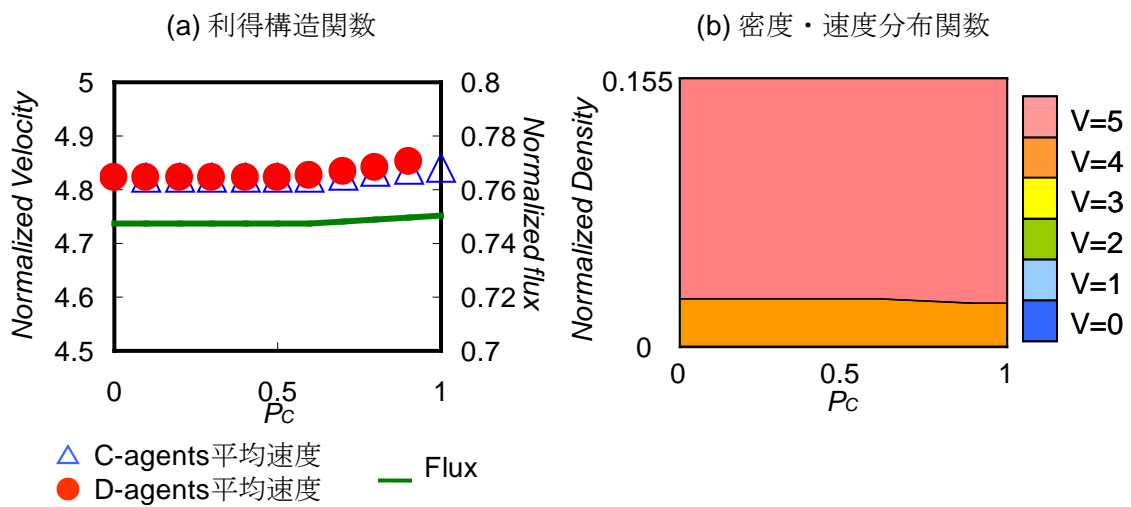 (a) 利得構造関数
5
4.9
4.8
4.7
4.6
4.5
Normalized Velocity
0.8
0.78
0.76
0.74
0.72
0.7
Normalized flux
0
0.5
1
PC
C-agents平均速度
D-agents平均速度
Flux
(b) 密度・速度分布関数
0.155
0
Normalized Density
0
0.5
1
PC
V=5
V=4
V=3
V=2
V=1
V=0